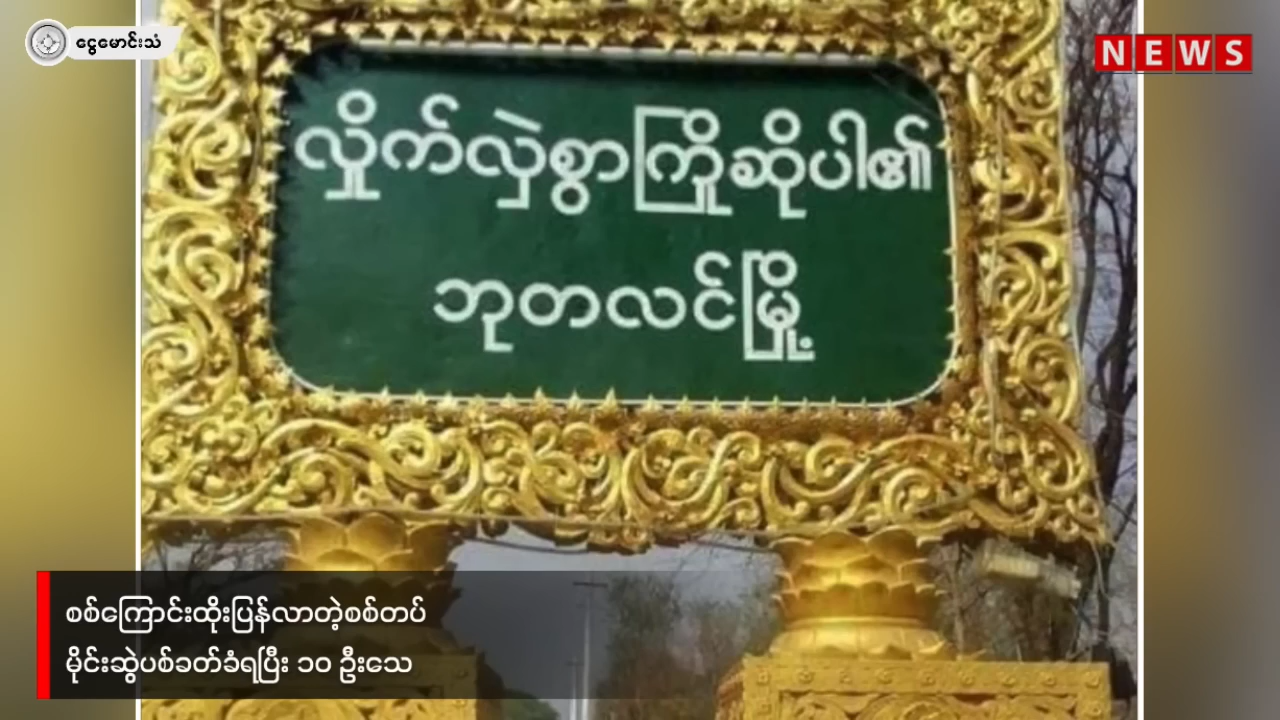 ငွေမောင်းသံ
NEWS
လှိုက်လှဲစွာကြိုဆိုပါ၏
ဘုတလင်မြို့
စစ်ကြောင်းထိုးပြန်လာတဲ့စစ်တပ်
မိုင်းဆွဲပစ်ခတ်ခံရပြီး ၁၀ ဦးသေ